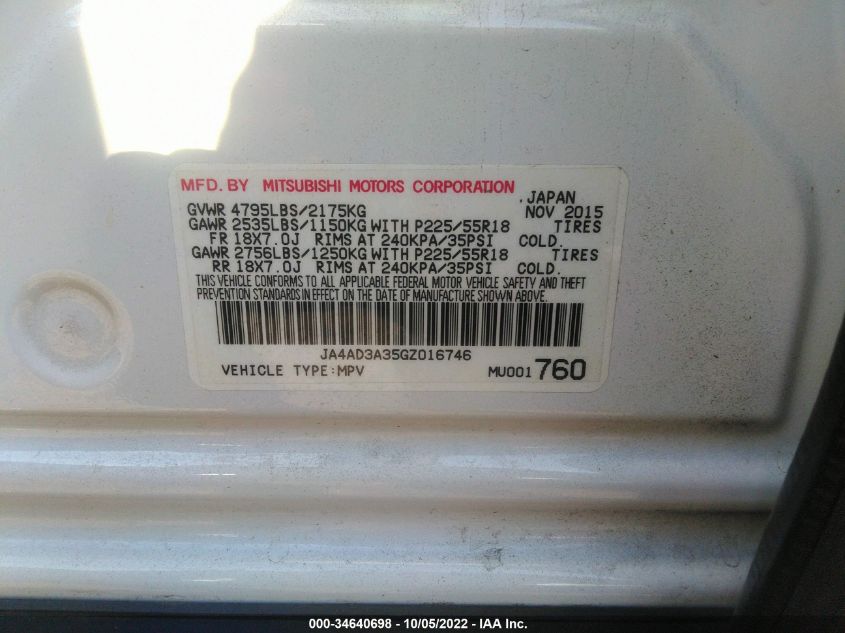 MFD. BY MITSUBISHI MOTORS CORPORATION
.JAPAN
GVWR 4795LBS/2175KG NOV 2015
GAWR 2535LBS/1150KG WITH P225/55R18 TIRES
FR 18X7.0J RIMS AT 240KPA/35PSI COLD.
GAWR 2756LBS/1250KG WITH P225/55R18 TIRES
RR 18X7.0J RIMS AT 240KPA/35PSI COLD.
THIS VEHICLE CONFORMS TO ALL APPLICABLE FEDERAL MOTOR VEHICLE SAFETY AND THEFT
PREVENTION STANDARDS IN EFFECT ON THE DATE OF MANUFACTURE SHOWN ABOVE.
JA4AD3A35GZ016746
VEHICLE TYPE:MPV MU001 760
000-34640698 - 10/05/2022 - IAA Inc.